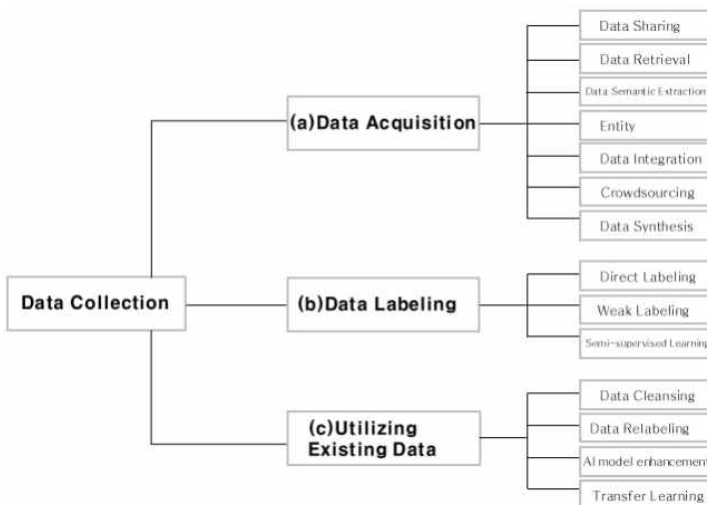 Data Sharing
Data Retrieval
Data Semantic Extraction
(a)Data Acquisition
Entity
Data Integration
Crowdsourcing
Data Synthesis
Data Collection
Direct Labeling
(b)Data Labeling
Weak Labeling
Semi-supervised Learning
Data Cleansing
(c)Utilizing
Existing Data
Data Relabeling
AI model enhancement
Transfer Learning